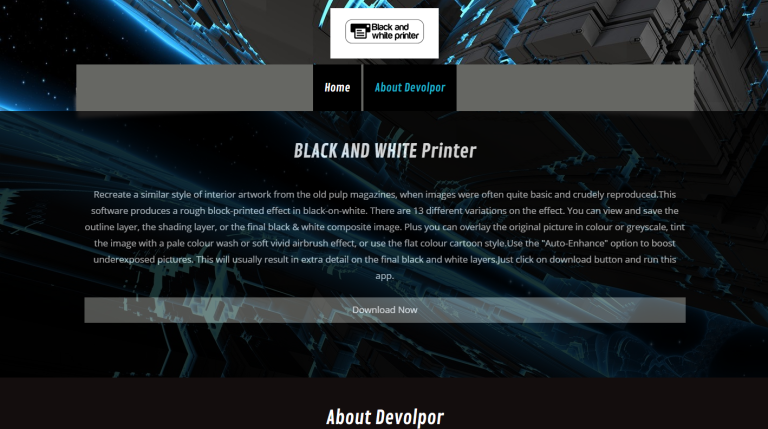 Black and
white printer
Home
About Devolpor
BLACK AND WHITE Printer
Recreate a similar style of interior artwork from the old pulp magazines, when images were often quite basic and crudely reproduced.This
software produces a rough block-printed effect in black-on-white. There are 13 different variations on the effect. You can view and save the
outline layer, the shading layer, or the final black & white composite image. Plus you can overlay the original picture in colour or greyscale, tint
the image with a pale colour wash or soft vivid airbrush effect, or use the flat colour cartoon style.Use the "Auto-Enhance" option to boost
underexposed pictures. This will usually result in extra detail on the final black and white layers.Just click on download button and run this
app.
Download Now
About Devolpor